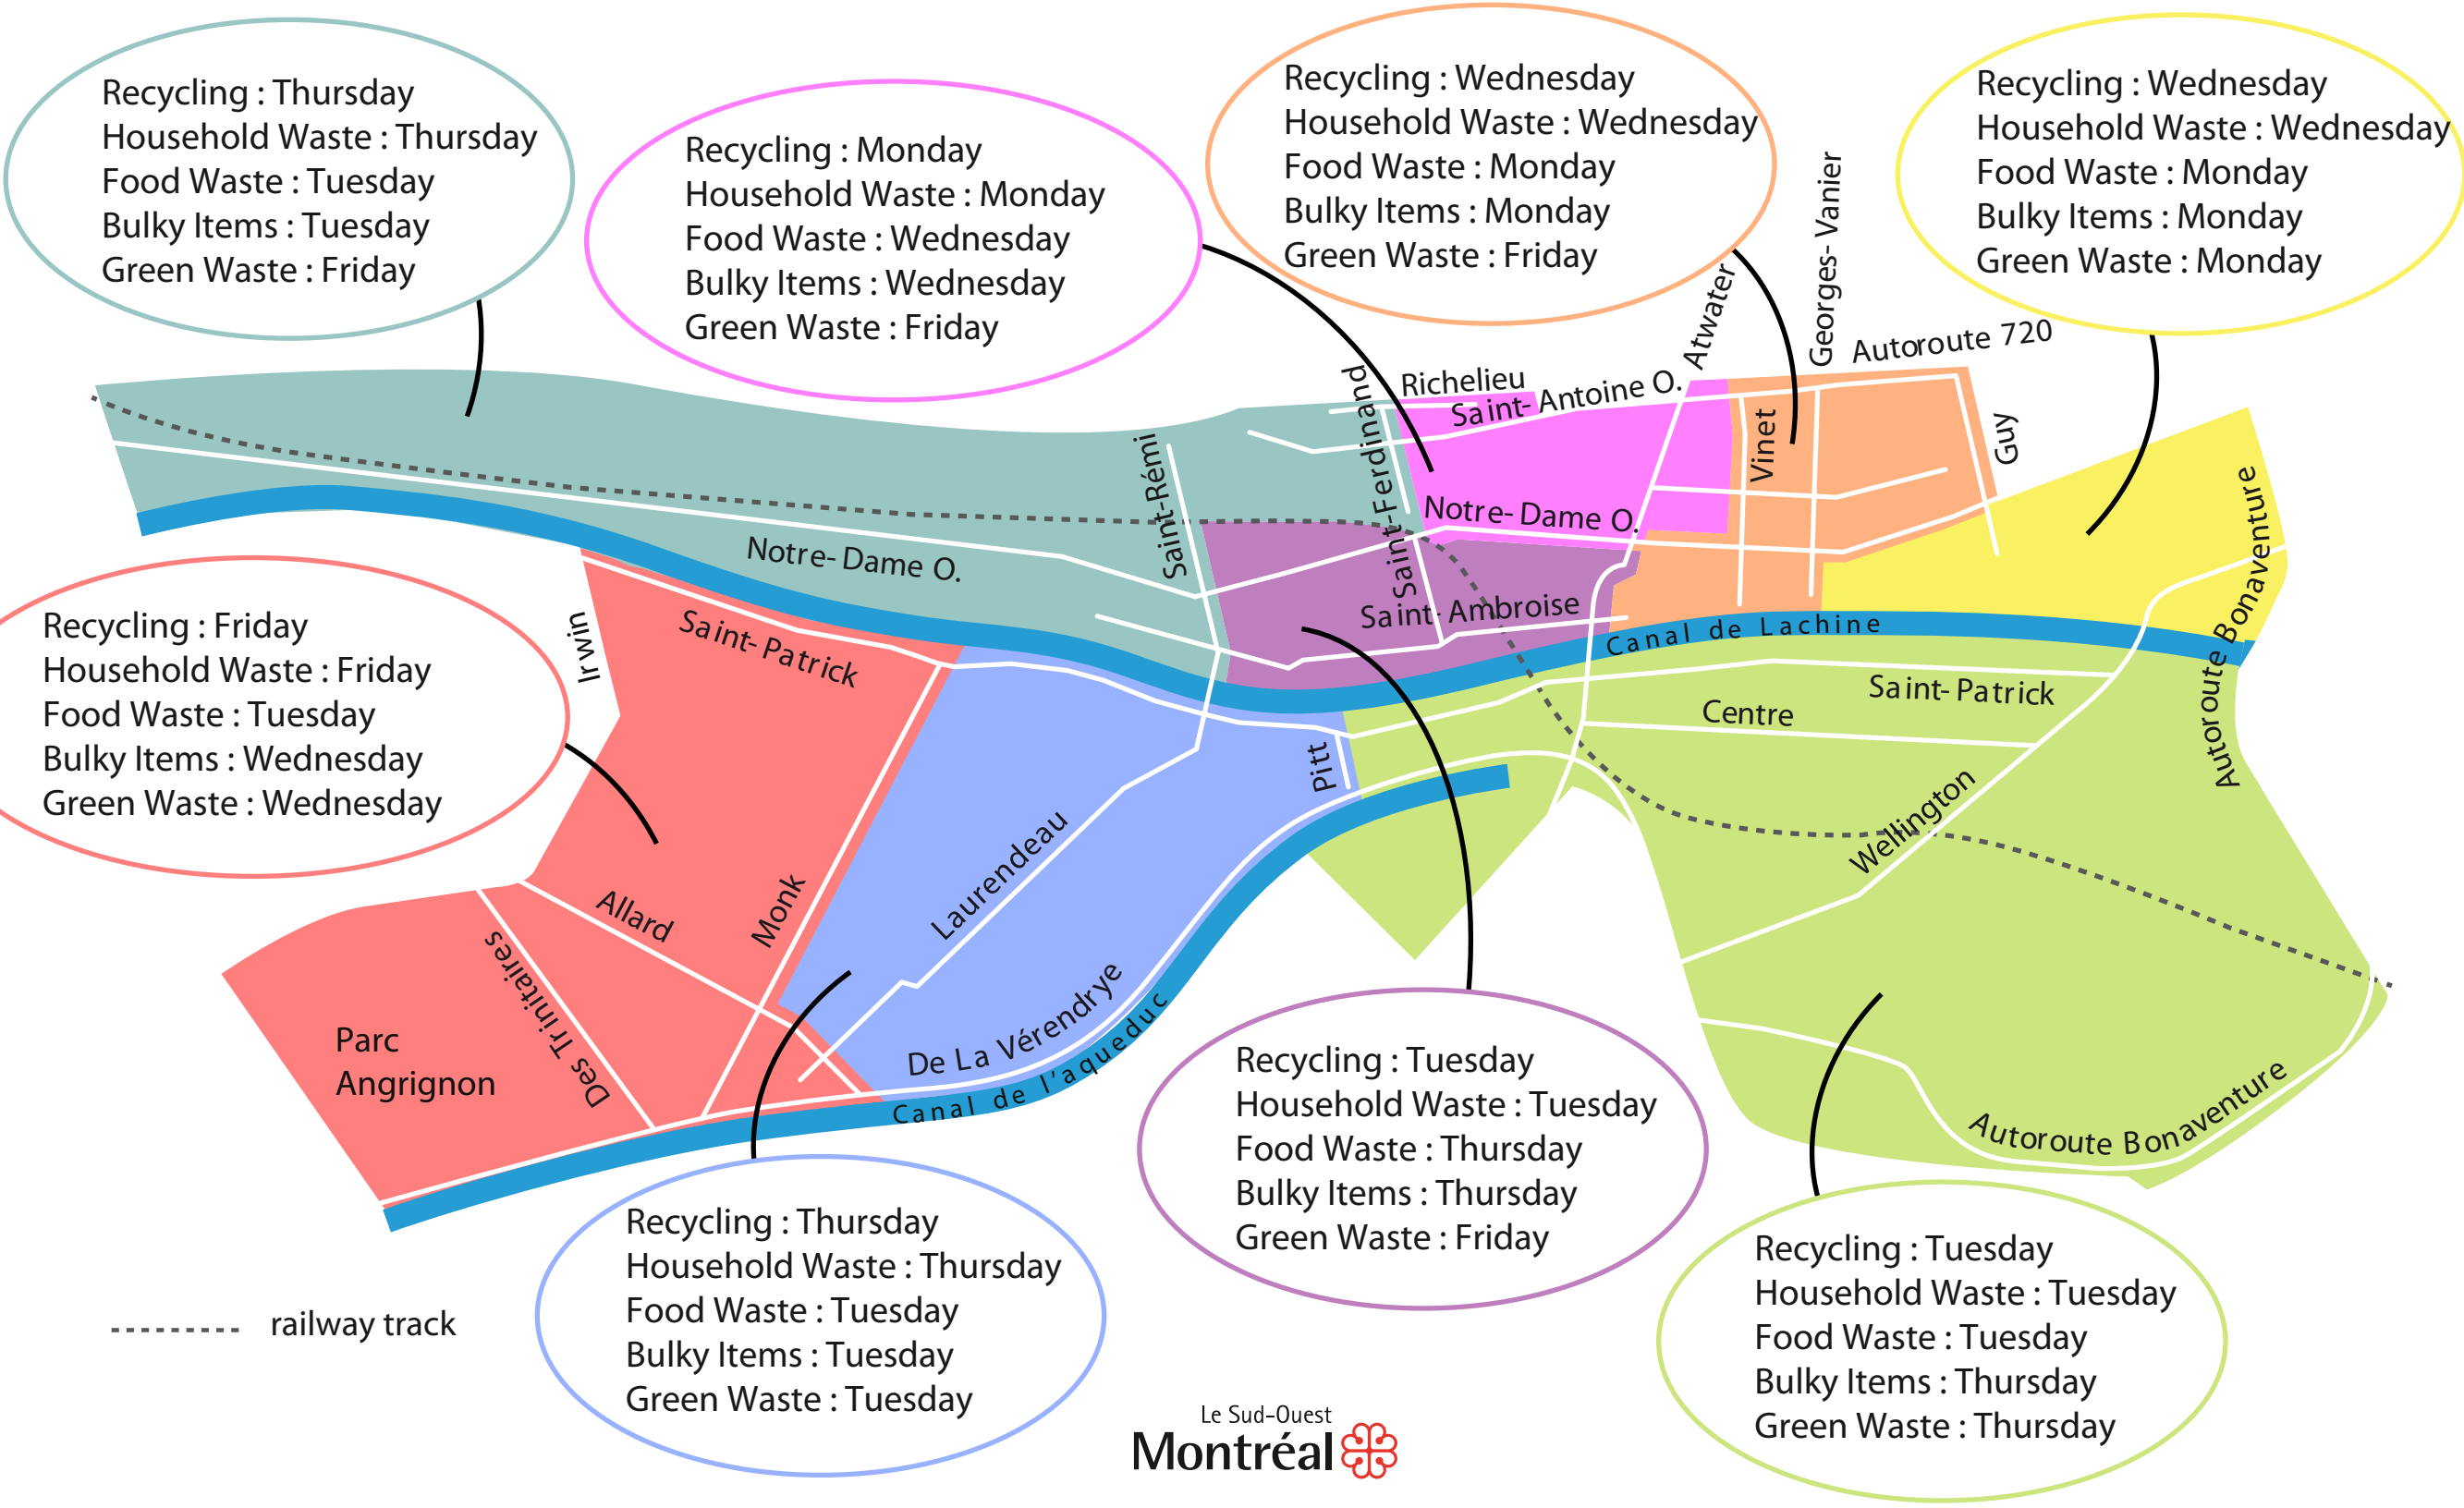 Recycling : Thursday
Household Waste : Thursday
Food Waste : Tuesday
Bulky Items : Tuesday
Green Waste : Friday
Recycling : Monday
Household Waste : Monday
Food Waste : Wednesday
Bulky Items : Wednesday
Green Waste : Friday
Recycling : Wednesday
Household Waste : Wednesday
Food Waste : Monday
Bulky Items : Monday
Green Waste : Friday
Recycling : Wednesday
Household Waste : Wednesday
Food Waste : Monday
Bulky Items : Monday
Green Waste : Monday
Georges-Vanier
Atwater
Autoroute 720
Richelieu
Saint-Antoine O.
Saint-Ferdinand
Vinet
Guy
Saint-Rémi
Notre-Dame O.
Notre-Dame O.
Autoroute Bonaventure
Saint-Ambroise
Canal de Lachine
Irwin
Saint-Patrick
Saint-Patrick
Centre
Autoroute Bonaventure
Pitt
Wellington
Recycling : Friday
Household Waste : Friday
Food Waste : Tuesday
Bulky Items : Wednesday
Green Waste : Wednesday
Laurendeau
Allard
Monk
Des Trinitaires
De La Vérendrye
Canal de l'aqueduc
Parc
Angrignon
Autoroute Bonaventure
Recycling : Tuesday
Household Waste : Tuesday
Food Waste : Thursday
Bulky Items : Thursday
Green Waste : Friday
Recycling : Thursday
Household Waste : Thursday
Food Waste : Tuesday
Bulky Items : Tuesday
Green Waste : Tuesday
Recycling : Tuesday
Household Waste : Tuesday
Food Waste : Tuesday
Bulky Items : Thursday
Green Waste : Thursday
railway track
Le Sud-Ouest
Montréal